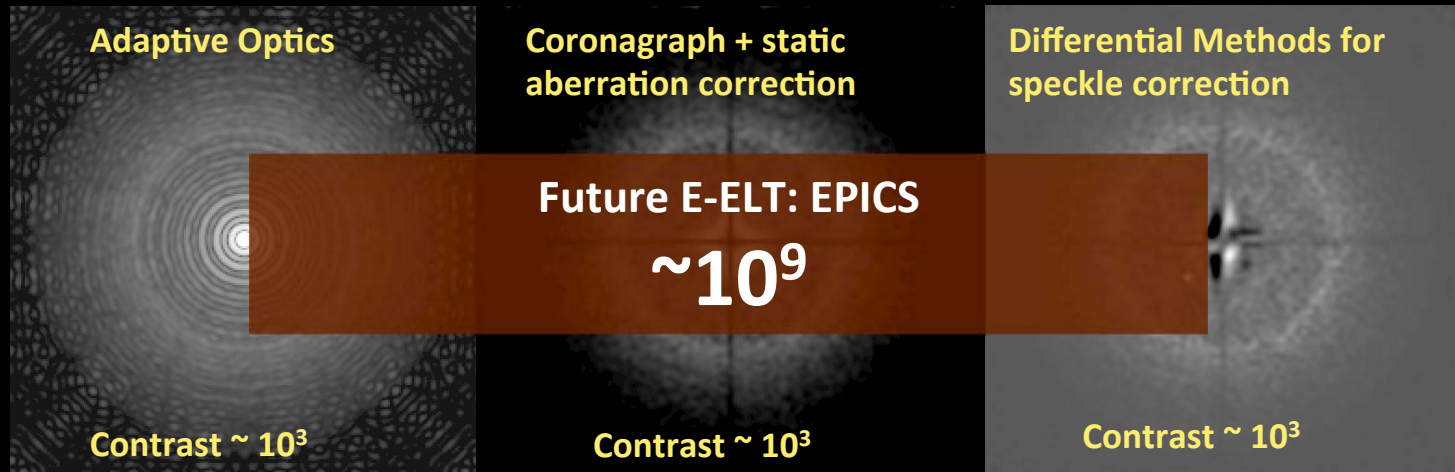 Adaptive Optics
Coronagraph + static
aberration correction
Differential Methods for
speckle correction
Future E-ELT: EPICS
~10⁹
Contrast ~ 10³
Contrast ~ 10³
Contrast ~ 10³